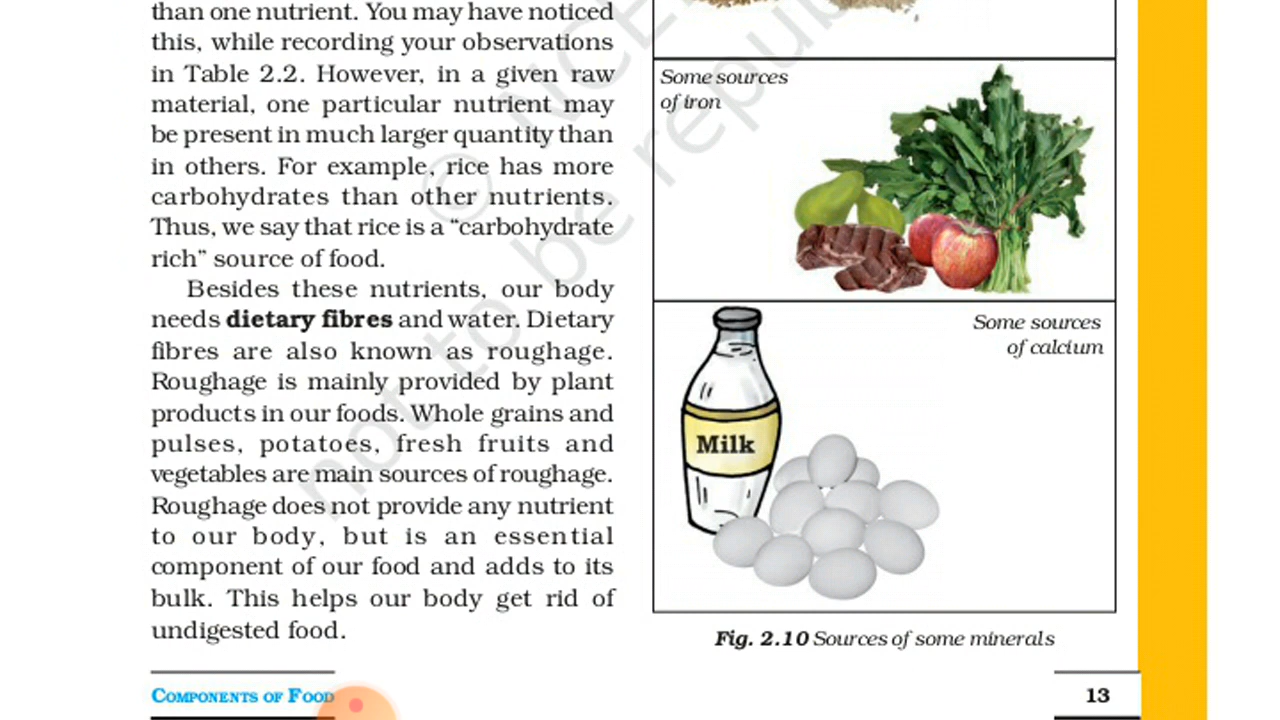 than one nutrient. You may have noticed
this, while recording your observations
in Table 2.2. However, in a given raw
material, one particular nutrient may
be present in much larger quantity than
in others. For example, rice has more
carbohydrates than other nutrients.
Thus, we say that rice is a “carbohydrate
rich” source of food.
Besides these nutrients, our body
needs dietary fibres and water. Dietary
fibres are also known as roughage.
Roughage is mainly provided by plant
products in our foods. Whole grains and
pulses, potatoes, fresh fruits and
vegetables are main sources of roughage.
Roughage does not provide any nutrient
to our body, but is an essential
component of our food and adds to its
bulk. This helps our body get rid of
undigested food.
Some sources
of iron
Some sources
of calcium
Milk
Fig. 2.10 Sources of some minerals
COMPONENTS OF FOOD
13
not to be repub